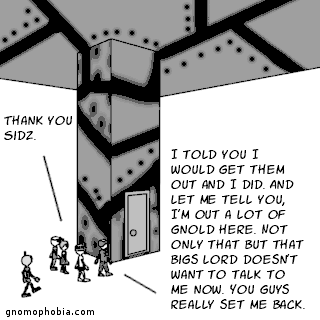 THANK YOU
SIDZ.
I TOLD YOU I
WOULD GET THEM
OUT AND I DID. AND
LET ME TELL YOU,
I'M OUT A LOT OF
GNOLD HERE. NOT
ONLY THAT BUT THAT
BIGS LORD DOESN'T
WANT TO TALK TO
ME NOW. YOU GUYS
REALLY SET ME BACK.
gnomophobia.com